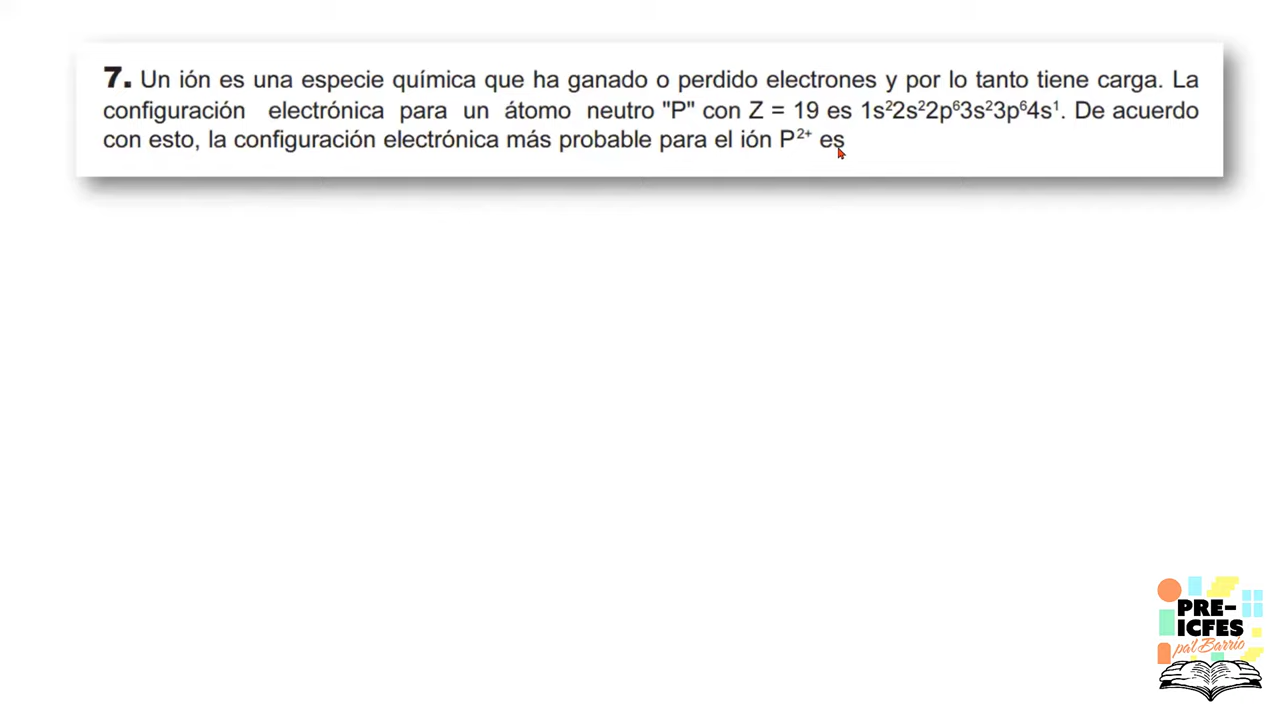 7. Un ión es una especie química que ha ganado o perdido electrones y por lo tanto tiene carga. La
configuración electrónica para un átomo neutro "P" con Z = 19 es 1s²2s²2p⁶3s²3p⁶4s¹. De acuerdo
con esto, la configuración electrónica más probable para el ión P²⁺ es
PRE-
ICFES
pa'l Barrio